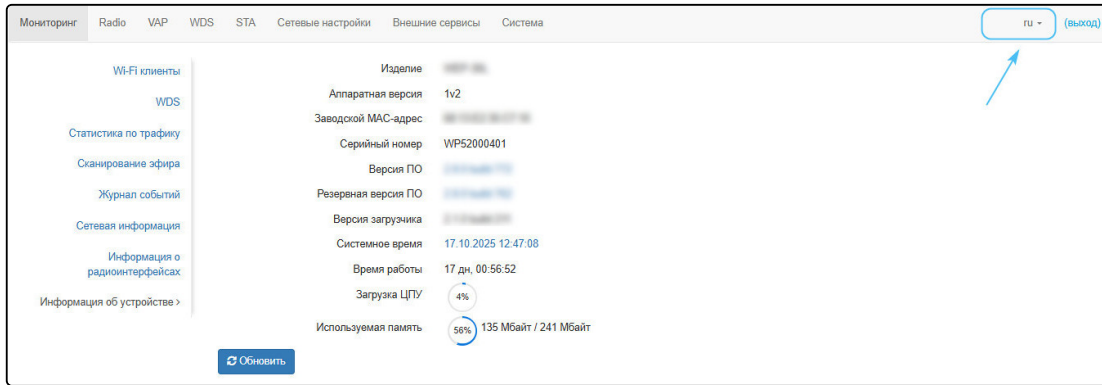 Мониторинг Radio VAP WDS STA Сетевые настройки Внешние сервисы Система ru (выход)
Wi-Fi клиенты
WDS
Статистика по трафику
Сканирование эфира
Журнал событий
Сетевая информация
Информация о
радиоинтерфейсах
Информация об устройстве >
Изделие
Аппаратная версия 1v2
Заводской MAC-адрес
Серийный номер WP52000401
Версия ПО
Резервная версия ПО
Версия загрузчика
Системное время 17.10.2025 12:47:08
Время работы 17 дн, 00:56:52
Загрузка ЦПУ 4%
Используемая память 56% 135 Мбайт / 241 Мбайт
Обновить